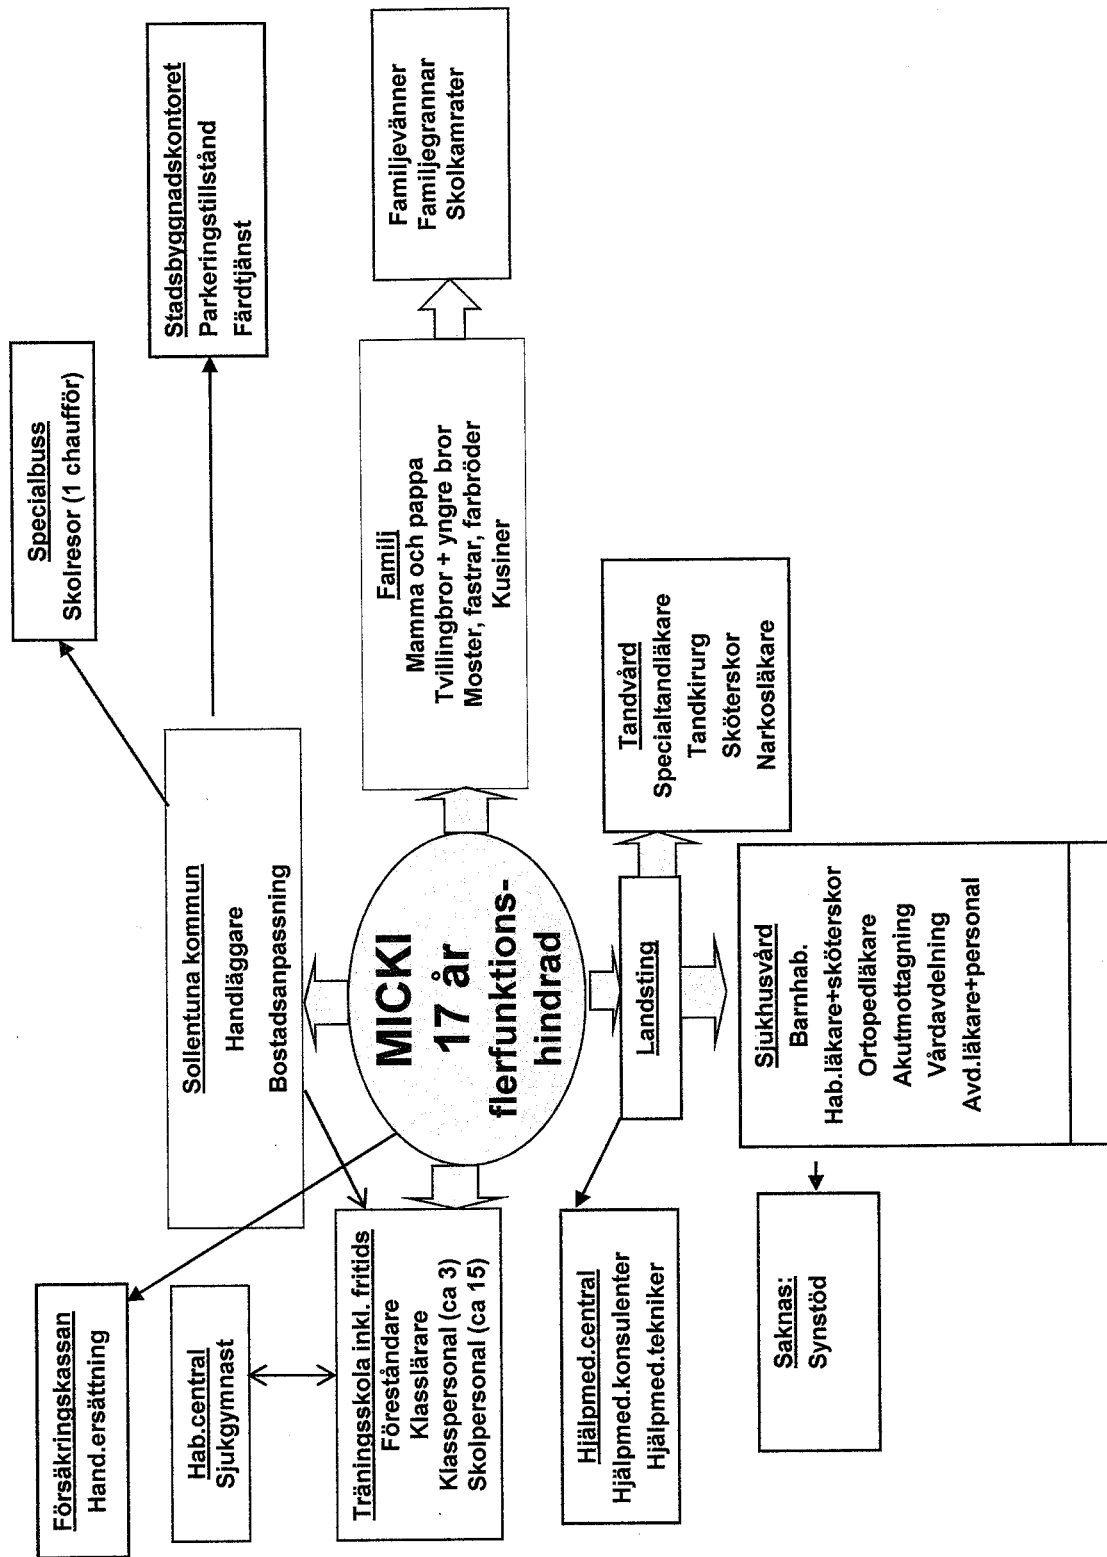 Försäkringskassan
Hand.ersättning
Hab.central
Sjukgymnast
Träningsskola inkl. fritids
Föreståndare
Klasslärare
Klasspersonal (ca 3)
Skolpersonal (ca 15)
Hjälpmed.central
Hjälpmed.konsulenter
Hjälpmed.tekniker
Saknas:
Synstöd
Sollentuna kommun
Handläggare
Bostadsanpassning
MICKI
17 år
flerfunktions-
hindrad
Landsting
Sjukhusvård
Barnhab.
Hab.läkare+sköterskor
Ortopedläkare
Akutmottagning
Vårdavdelning
Avd.läkare+personal
Specialbuss
Skolresor (1 chaufför)
Stadsbyggnadskontoret
Parkeringstillstånd
Färdtjänst
Familj
Mamma och pappa
Tvillingbror + yngre bror
Moster, fastrar, farbröder
Kusiner
Familjevänner
Familjegrannar
Skolkamrater
Tandvård
Specialtandläkare
Tandkirurg
Sköterskor
Narkosläkare